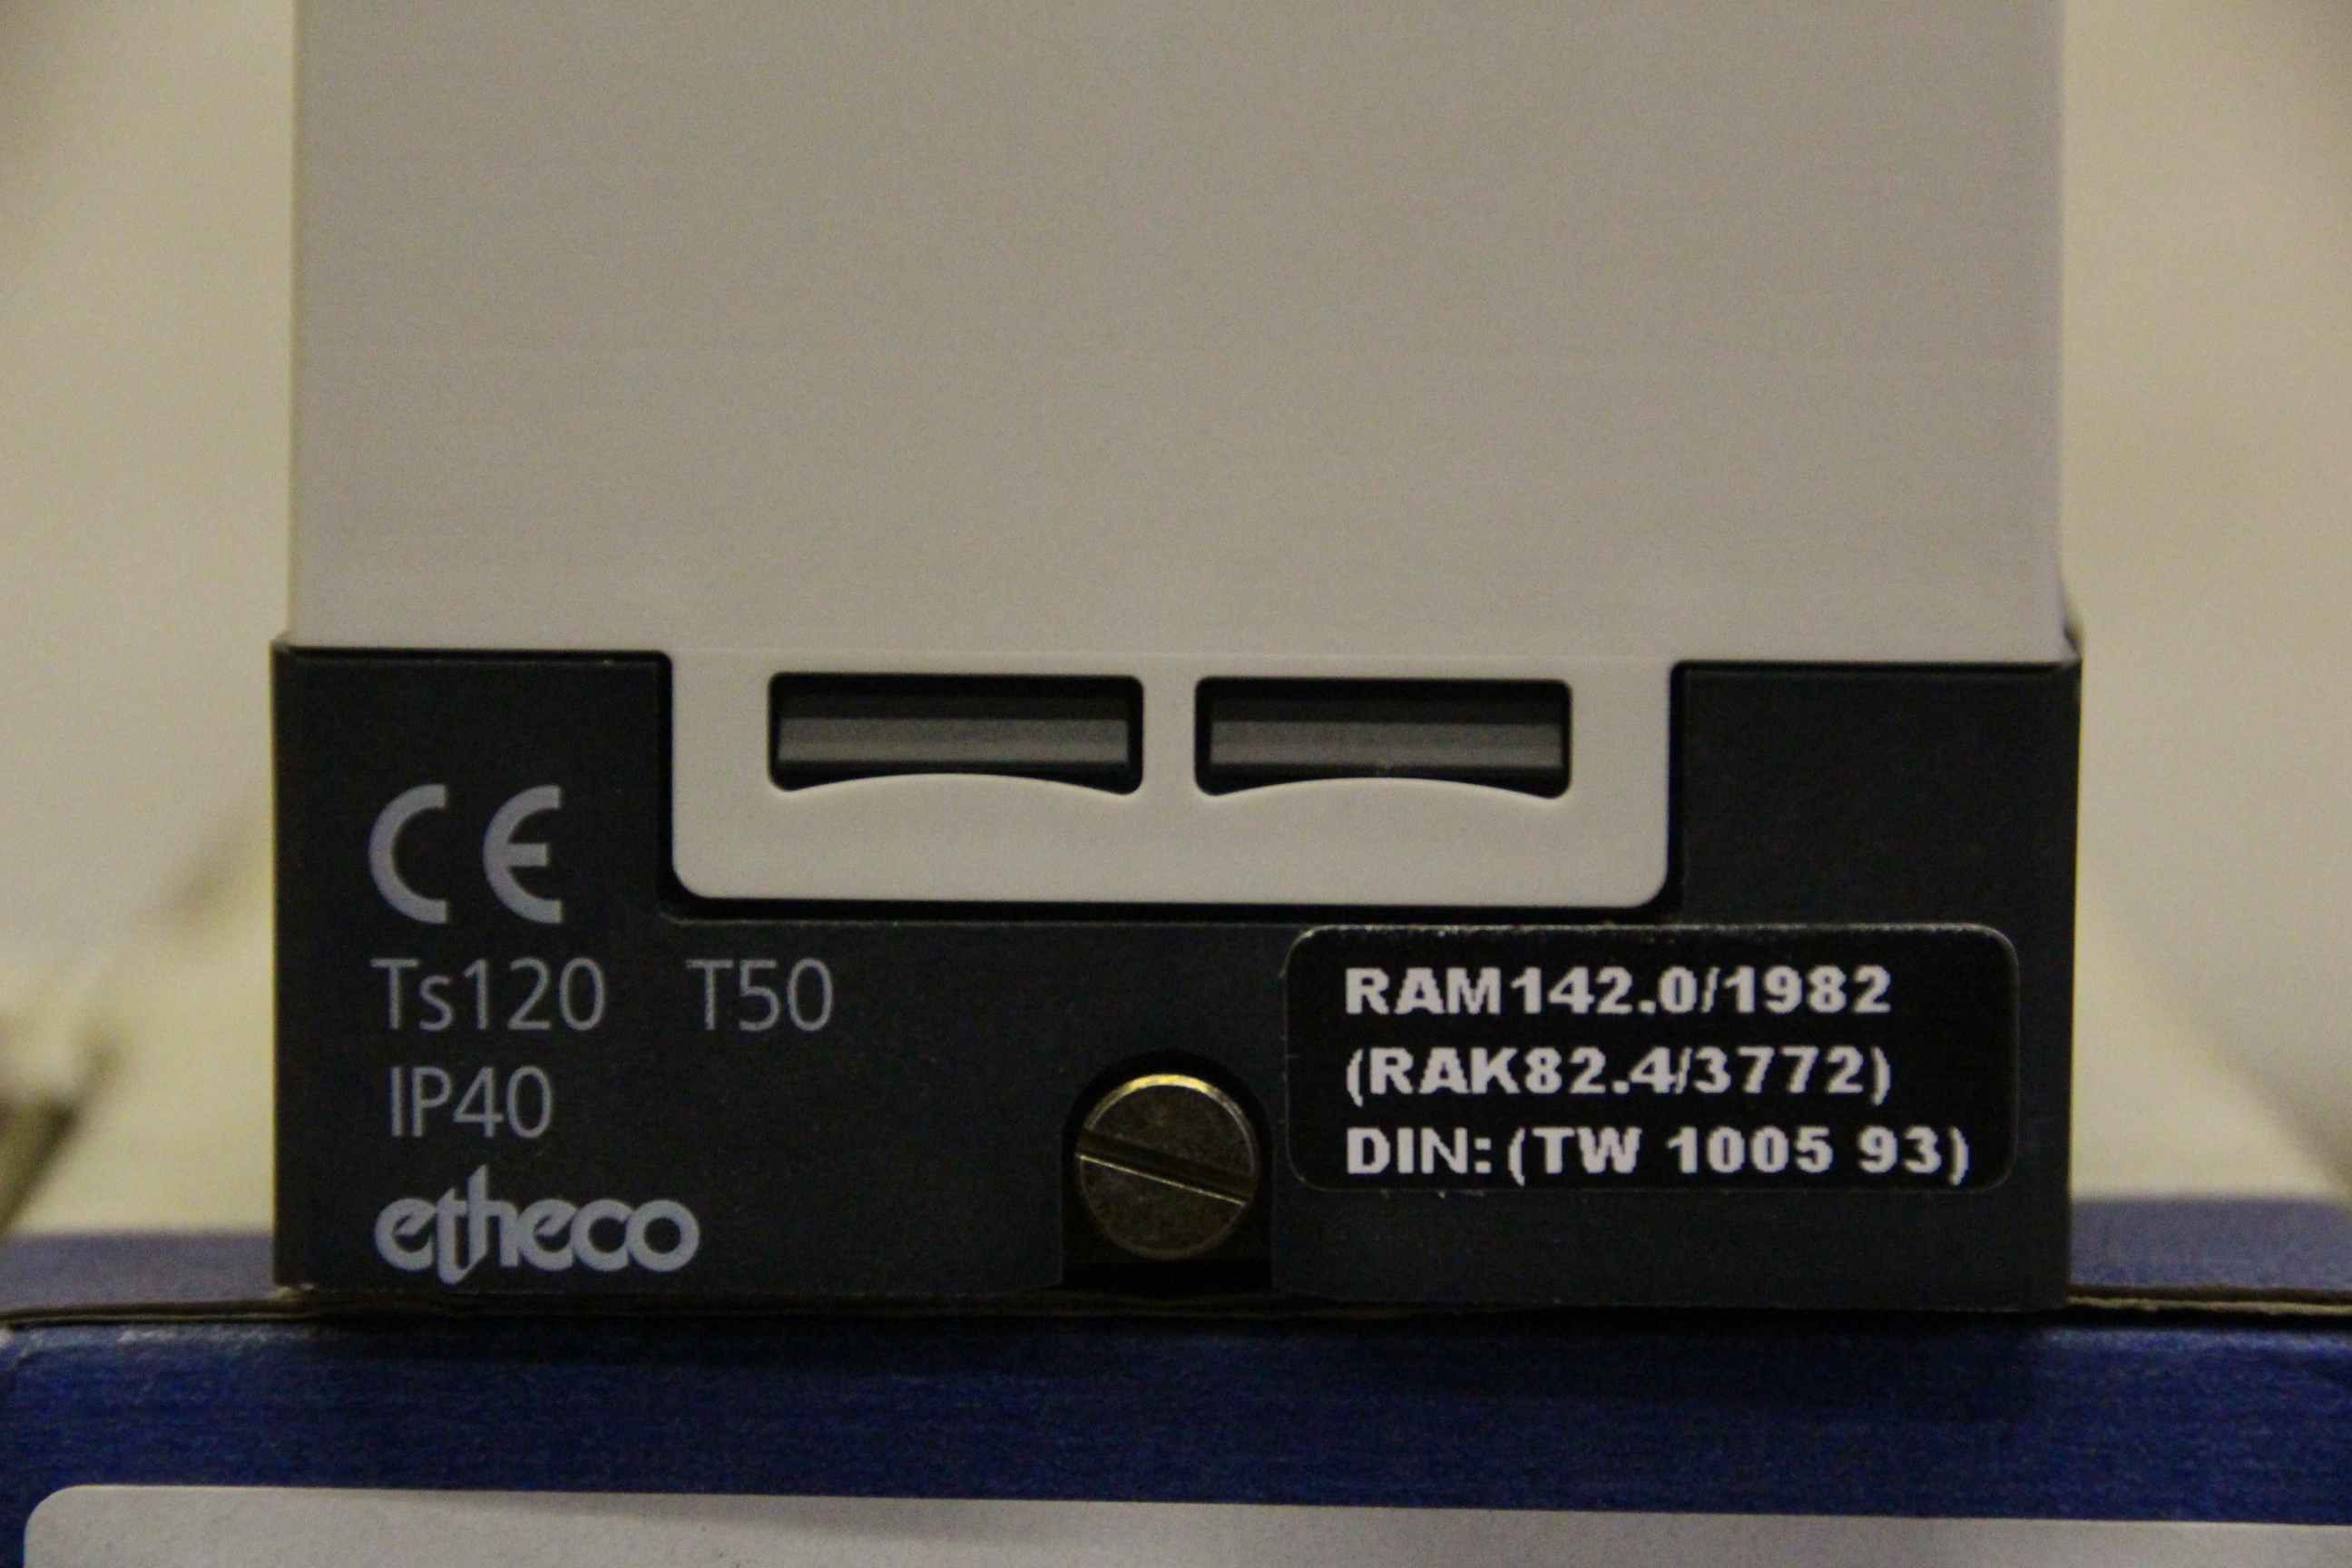 CE
Ts120 T50
IP40
etheco
RAM142.0/1982
(RAK82.4/3772)
DIN: (TW 1005 93)